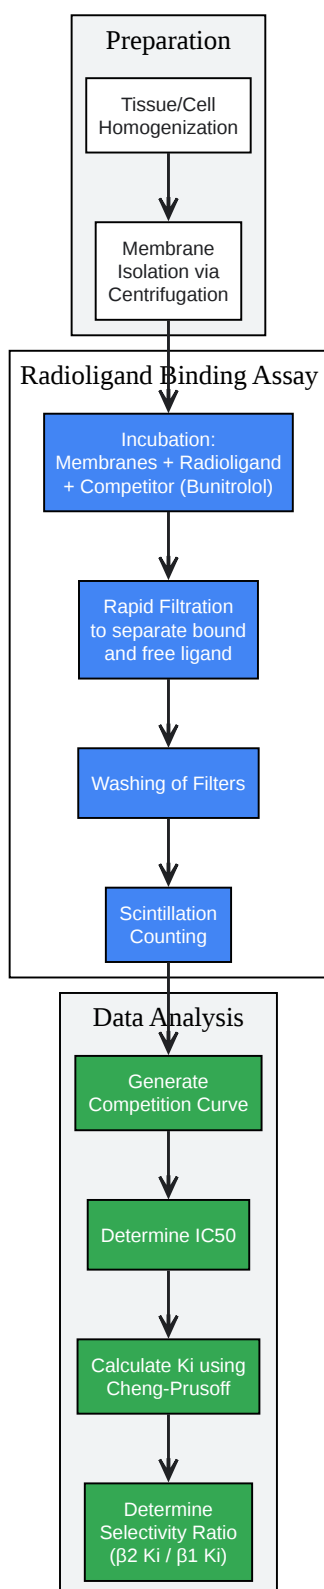 Preparation
Tissue/Cell
Homogenization
Membrane
Isolation via
Centrifugation
Radioligand Binding Assay
Incubation:
Membranes + Radioligand
+ Competitor (Bunitrolol)
Rapid Filtration
to separate bound
and free ligand
Washing of Filters
Scintillation
Counting
Data Analysis
Generate
Competition Curve
Determine IC50
Calculate Ki using
Cheng-Prusoff
Determine
Selectivity Ratio
(β2 Ki / β1 Ki)